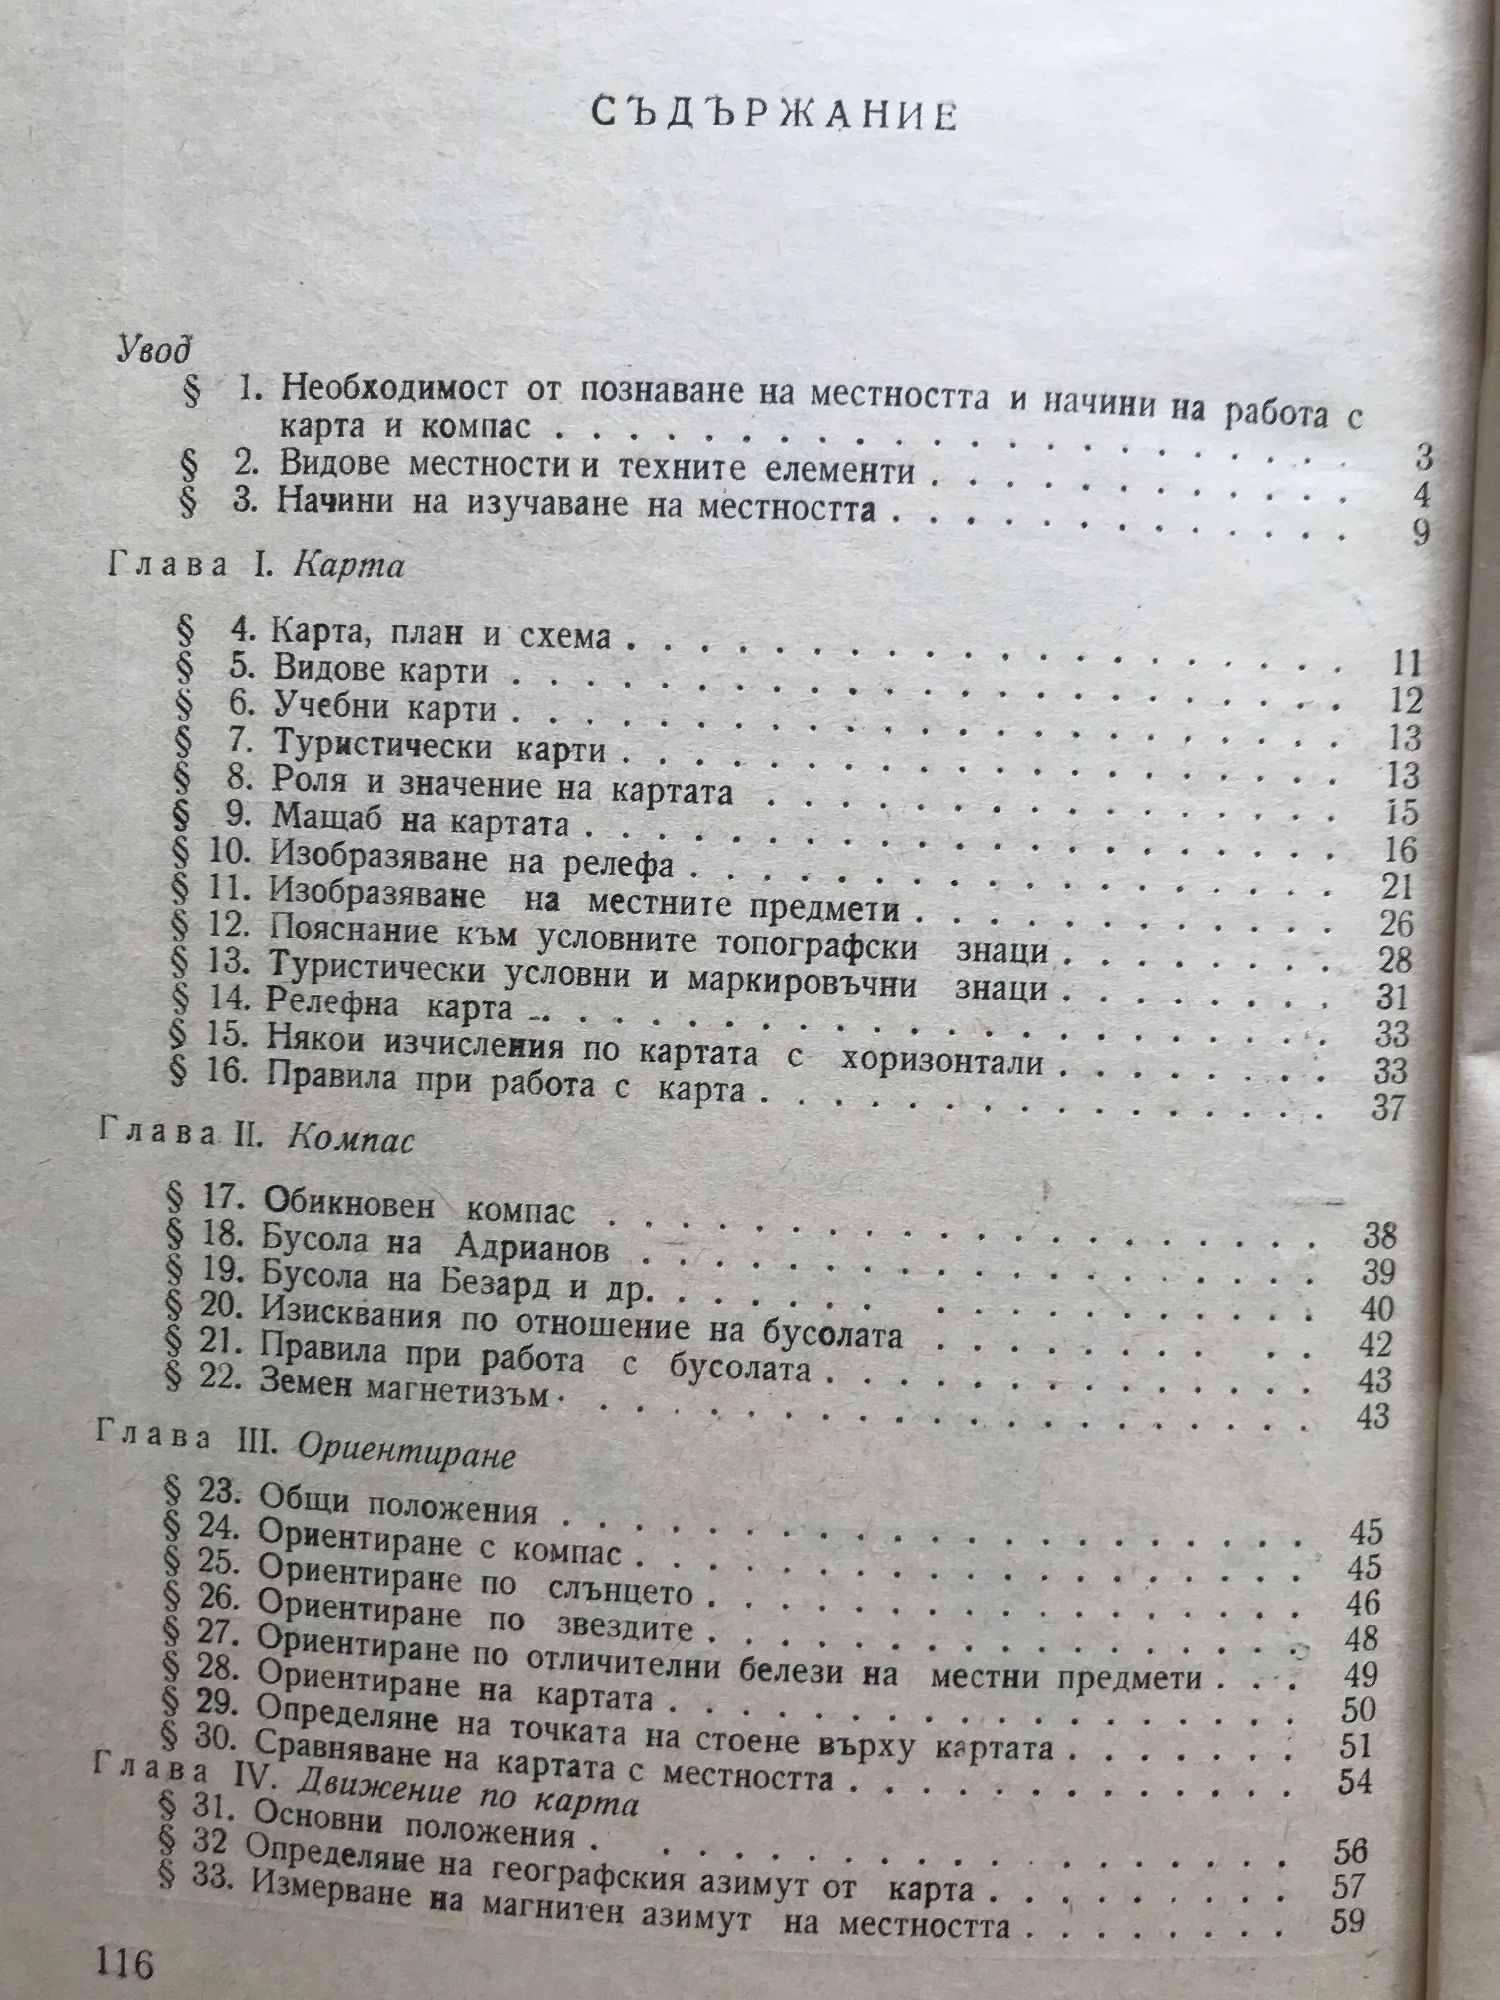 СЪДЪРЖАНИЕ
Увод
§ 1. Необходимост от познаване на местността и начини на работа с
карта и компас . . . . . . . . . . . . . . . . . . . . 3
§ 2. Видове местности и техните елементи . . . . . . . . . . . . 4
§ 3. Начини на изучаване на местността . . . . . . . . . . . . . 9
Глава I. Карта
§ 4. Карта, план и схема . . . . . . . . . . . . . . . . . . . 11
§ 5. Видове карти . . . . . . . . . . . . . . . . . . . . . . 12
§ 6. Учебни карти . . . . . . . . . . . . . . . . . . . . . . 13
§ 7. Туристически карти . . . . . . . . . . . . . . . . . . . 13
§ 8. Роля и значение на картата . . . . . . . . . . . . . . . 15
§ 9. Мащаб на картата . . . . . . . . . . . . . . . . . . . . 16
§ 10. Изобразяване на релефа . . . . . . . . . . . . . . . . . 21
§ 11. Изобразяване на местните предмети . . . . . . . . . . . 26
§ 12. Пояснание към условните топографски знаци . . . . . . . . 28
§ 13. Туристически условни и маркировъчни знаци . . . . . . . . 31
§ 14. Релефна карта . . . . . . . . . . . . . . . . . . . . . 33
§ 15. Някои изчисления по картата с хоризонтали . . . . . . . . 33
§ 16. Правила при работа с карта . . . . . . . . . . . . . . . 37
Глава II. Компас
§ 17. Обикновен компас . . . . . . . . . . . . . . . . . . . 38
§ 18. Бусола на Адрианов . . . . . . . . . . . . . . . . . . 39
§ 19. Бусола на Безард и др. . . . . . . . . . . . . . . . . 40
§ 20. Изисквания по отношение на бусолата . . . . . . . . . . 42
§ 21. Правила при работа с бусолата . . . . . . . . . . . . . 43
§ 22. Земен магнетизъм . . . . . . . . . . . . . . . . . . . 43
Глава III. Ориентиране
§ 23. Общи положения . . . . . . . . . . . . . . . . . . . . 45
§ 24. Ориентиране с компас . . . . . . . . . . . . . . . . . 45
§ 25. Ориентиране по слънцето . . . . . . . . . . . . . . . . 46
§ 26. Ориентиране по звездите . . . . . . . . . . . . . . . . 48
§ 27. Ориентиране по отличителни белези на местни предмети . . . 49
§ 28. Ориентиране на картата . . . . . . . . . . . . . . . . . 50
§ 29. Определяне на точката на стоене върху картата . . . . . . . 51
§ 30. Сравняване на картата с местността . . . . . . . . . . . . 54
Глава IV. Движение по карта
§ 31. Основни положения . . . . . . . . . . . . . . . . . . . 56
§ 32 Определяне на географския азимут от карта . . . . . . . . . 57
§ 33. Измерване на магнитен азимут на местността . . . . . . . . 59
116